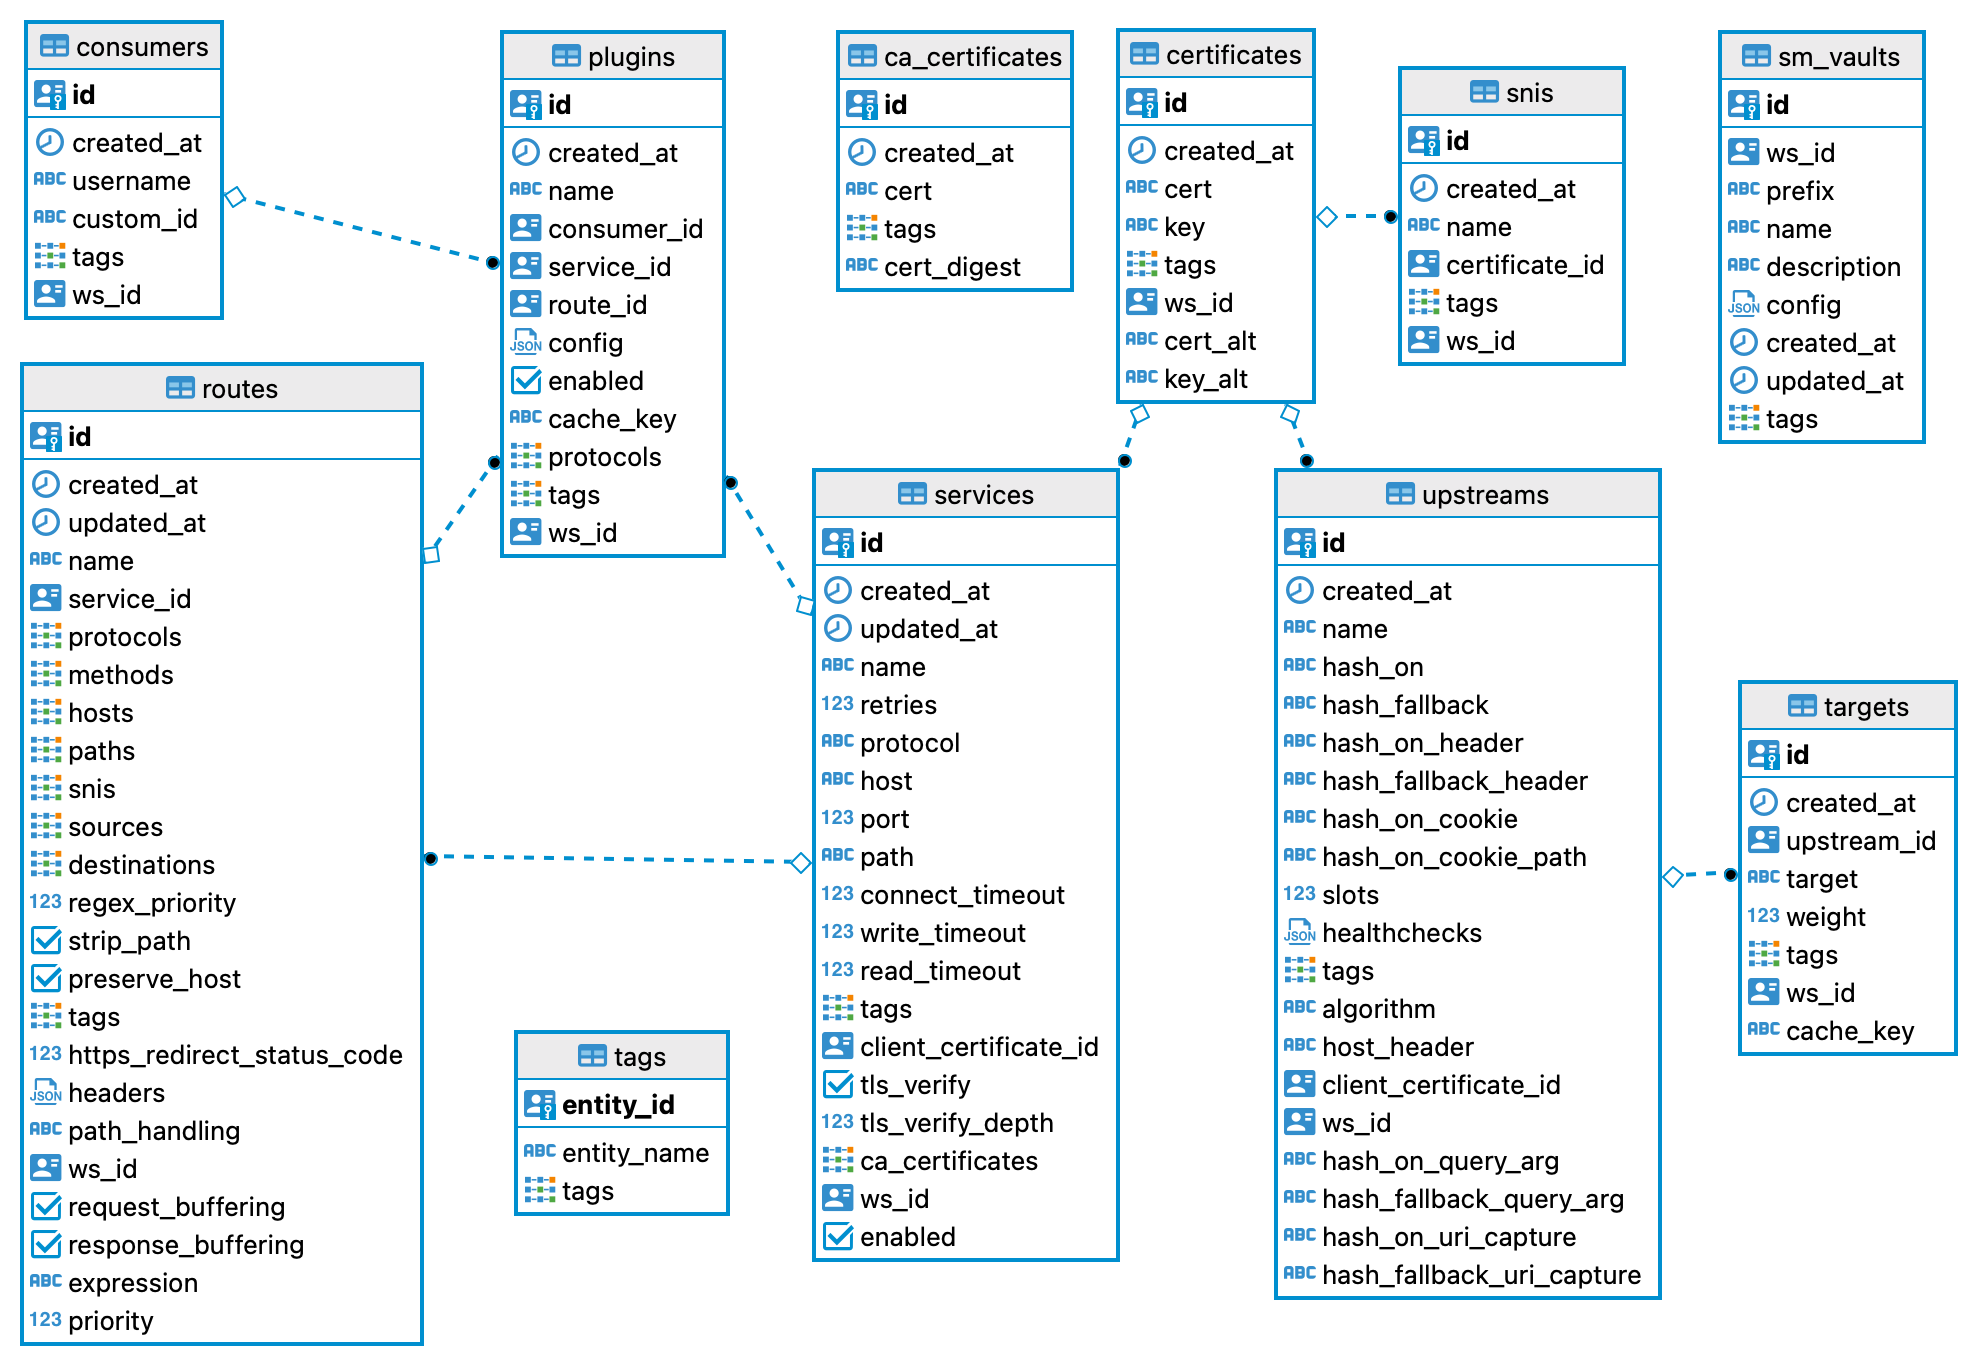 consumers
id
created_at
ABC username
ABC custom_id
tags
ws_id
plugins
id
created_at
ABC name
consumer_id
service_id
route_id
JSON config
enabled
ABC cache_key
protocols
tags
ws_id
ca_certificates
id
created_at
ABC cert
tags
ABC cert_digest
certificates
id
created_at
ABC cert
ABC key
tags
ws_id
ABC cert_alt
ABC key_alt
snis
id
created_at
ABC name
certificate_id
tags
ws_id
sm_vaults
id
ws_id
ABC prefix
ABC name
ABC description
JSON config
created_at
updated_at
tags
routes
id
created_at
updated_at
ABC name
service_id
protocols
methods
hosts
paths
snis
sources
destinations
123 regex_priority
strip_path
preserve_host
tags
123 https_redirect_status_code
JSON headers
ABC path_handling
ws_id
request_buffering
response_buffering
ABC expression
123 priority
tags
entity_id
ABC entity_name
tags
services
id
created_at
updated_at
ABC name
123 retries
ABC protocol
ABC host
123 port
ABC path
123 connect_timeout
123 write_timeout
123 read_timeout
tags
client_certificate_id
tls_verify
123 tls_verify_depth
ca_certificates
ws_id
enabled
upstreams
id
created_at
ABC name
ABC hash_on
ABC hash_fallback
ABC hash_on_header
ABC hash_fallback_header
ABC hash_on_cookie
ABC hash_on_cookie_path
123 slots
JSON healthchecks
tags
ABC algorithm
ABC host_header
client_certificate_id
ws_id
ABC hash_on_query_arg
ABC hash_fallback_query_arg
ABC hash_on_uri_capture
ABC hash_fallback_uri_capture
targets
id
created_at
upstream_id
ABC target
123 weight
tags
ws_id
ABC cache_key